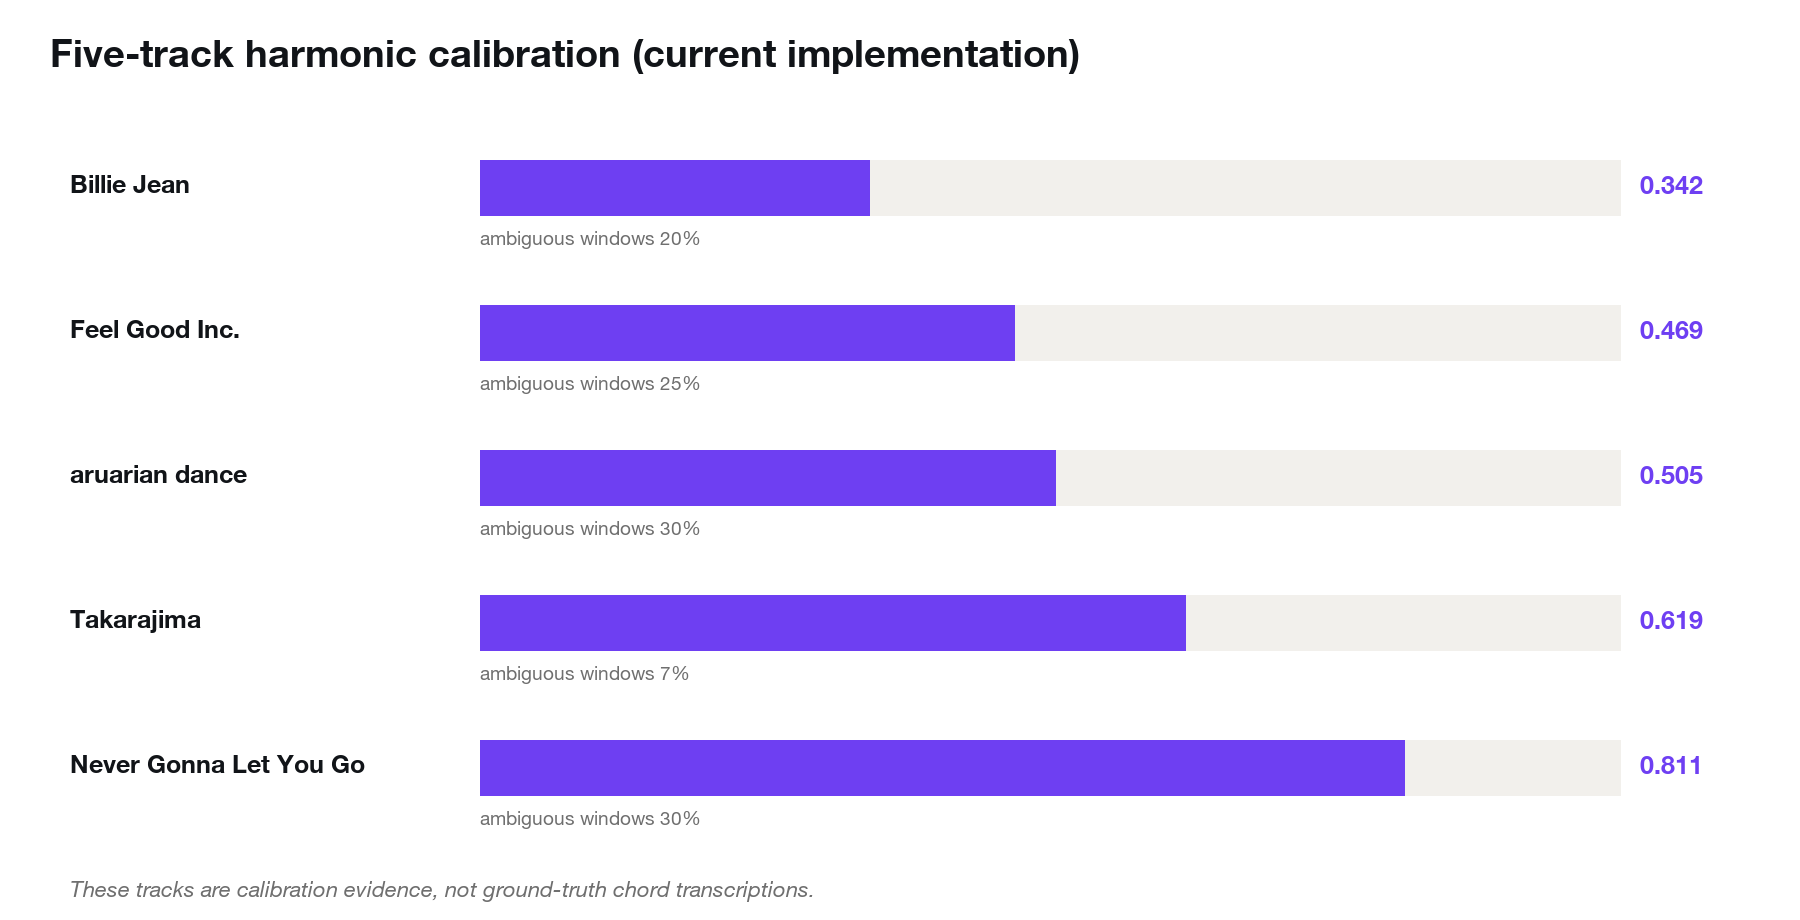 Five-track harmonic calibration (current implementation)
Billie Jean
0.342
ambiguous windows 20%
Feel Good Inc.
0.469
ambiguous windows 25%
aruarian dance
0.505
ambiguous windows 30%
Takarajima
0.619
ambiguous windows 7%
Never Gonna Let You Go
0.811
ambiguous windows 30%
These tracks are calibration evidence, not ground-truth chord transcriptions.